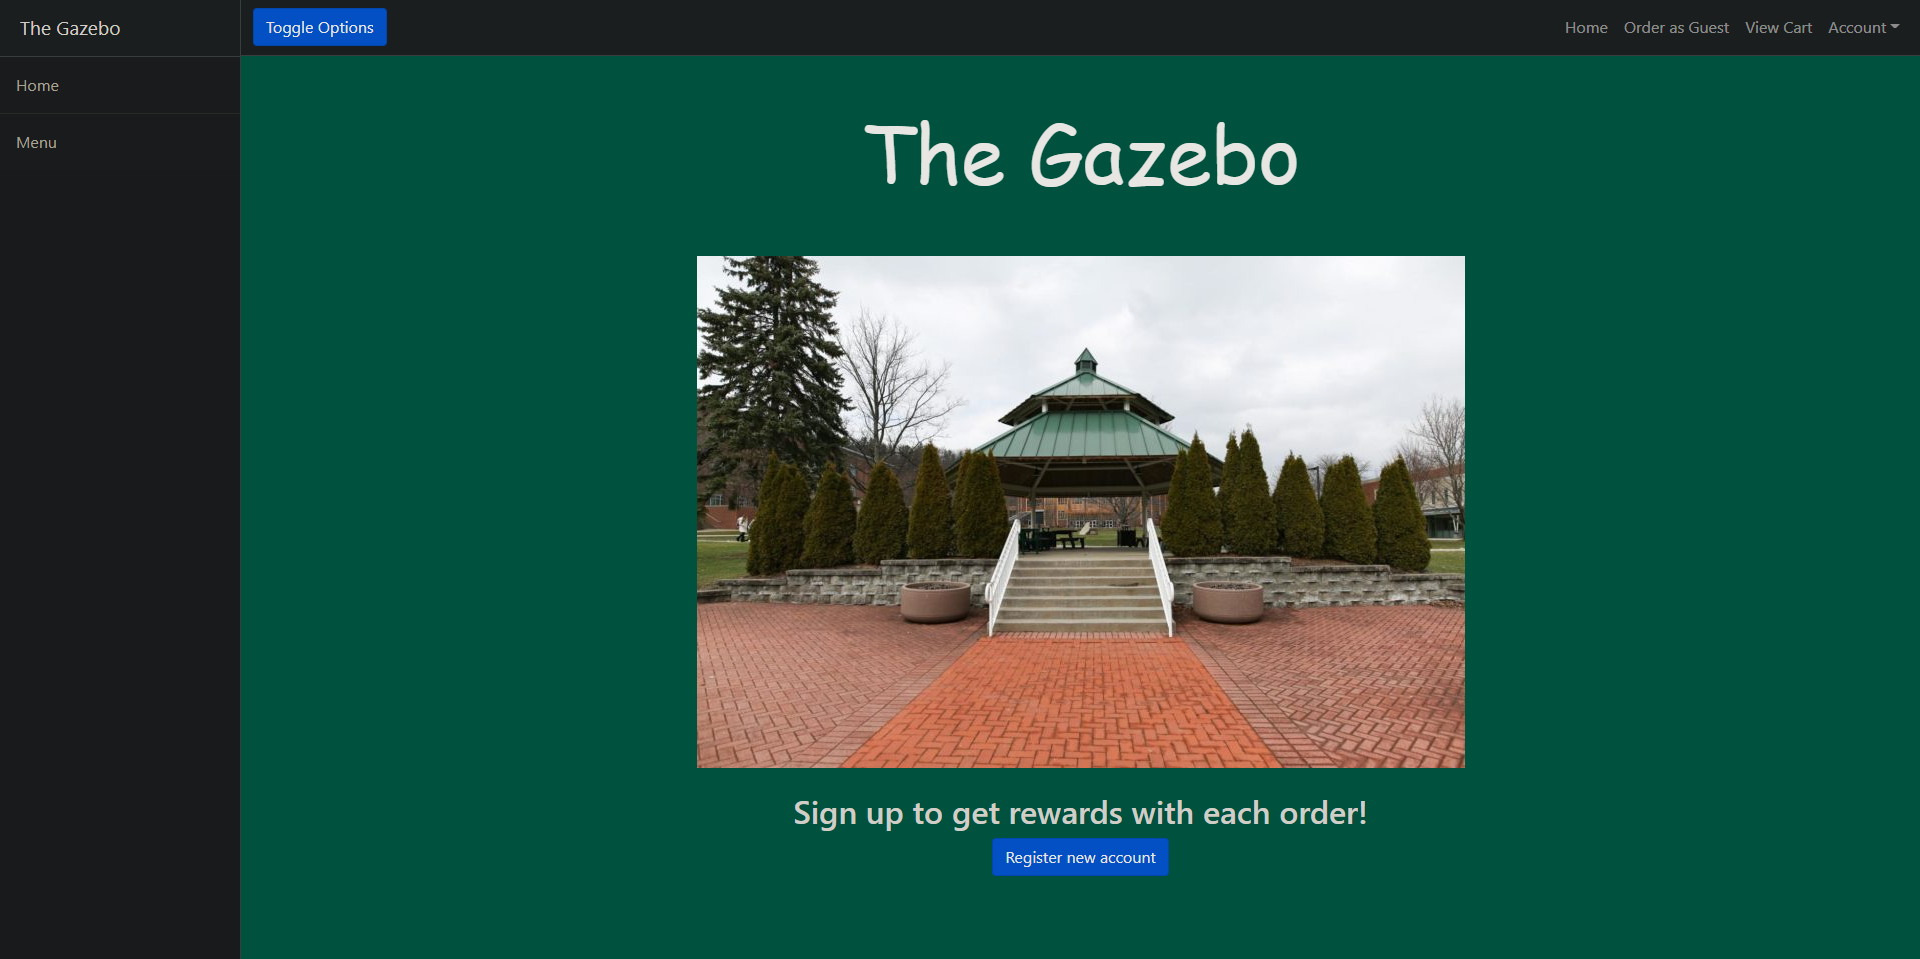 The Gazebo
Toggle Options
Home
Order as Guest
View Cart
Account
Home
Menu
The Gazebo
Sign up to get rewards with each order!
Register new account